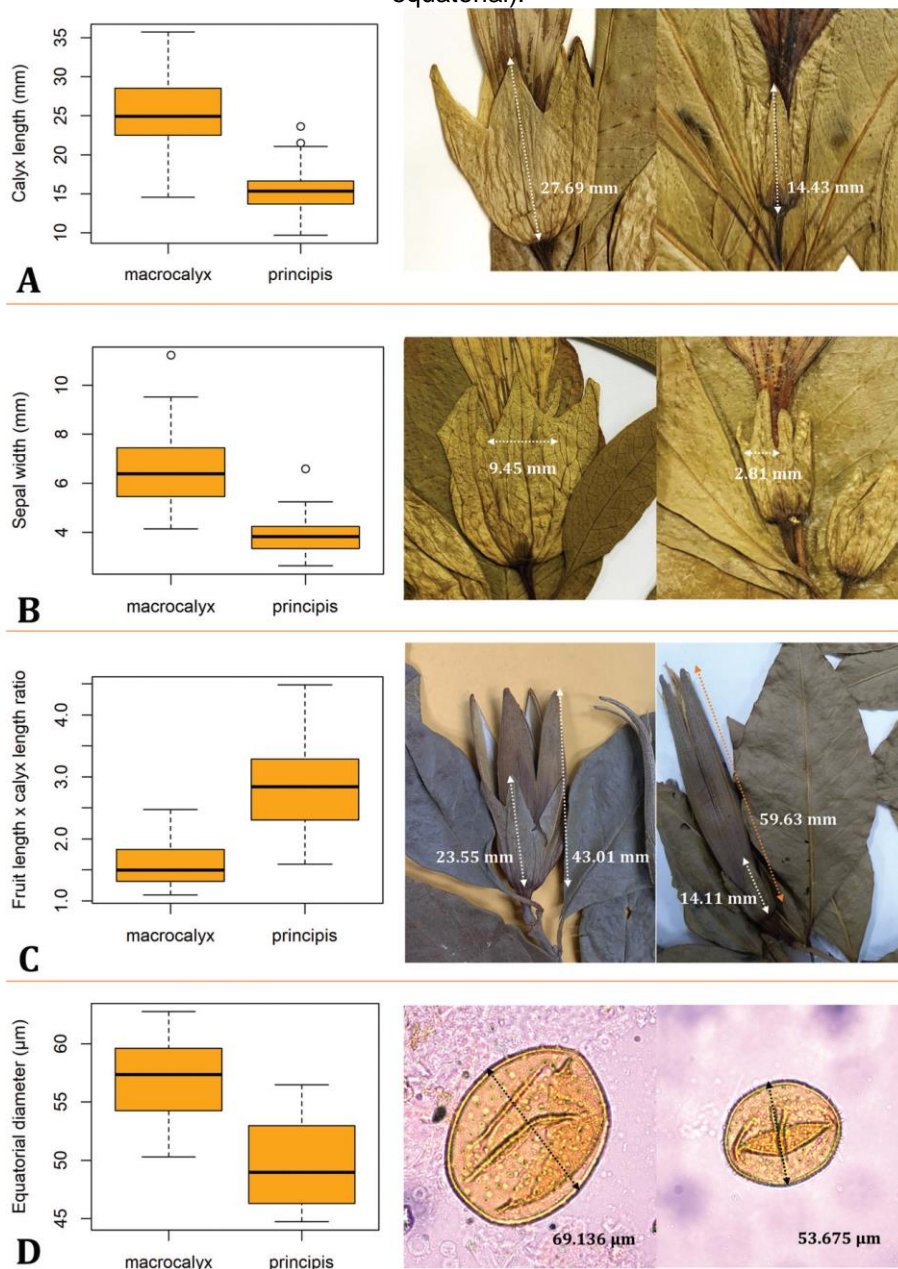 equatorial).
Calyx length (mm)
35
30
25
20
15
10
macrocalyx
principis
A
27.69 mm
14.43 mm
Sepal width (mm)
10
8
6
4
macrocalyx
principis
B
9.45 mm
2.81 mm
Fruit length x calyx length ratio
4.0
3.0
2.0
1.0
macrocalyx
principis
C
23.55 mm
43.01 mm
59.63 mm
14.11 mm
Equatorial diameter (µm)
60
55
50
45
macrocalyx
principis
D
69.136 µm
53.675 µm